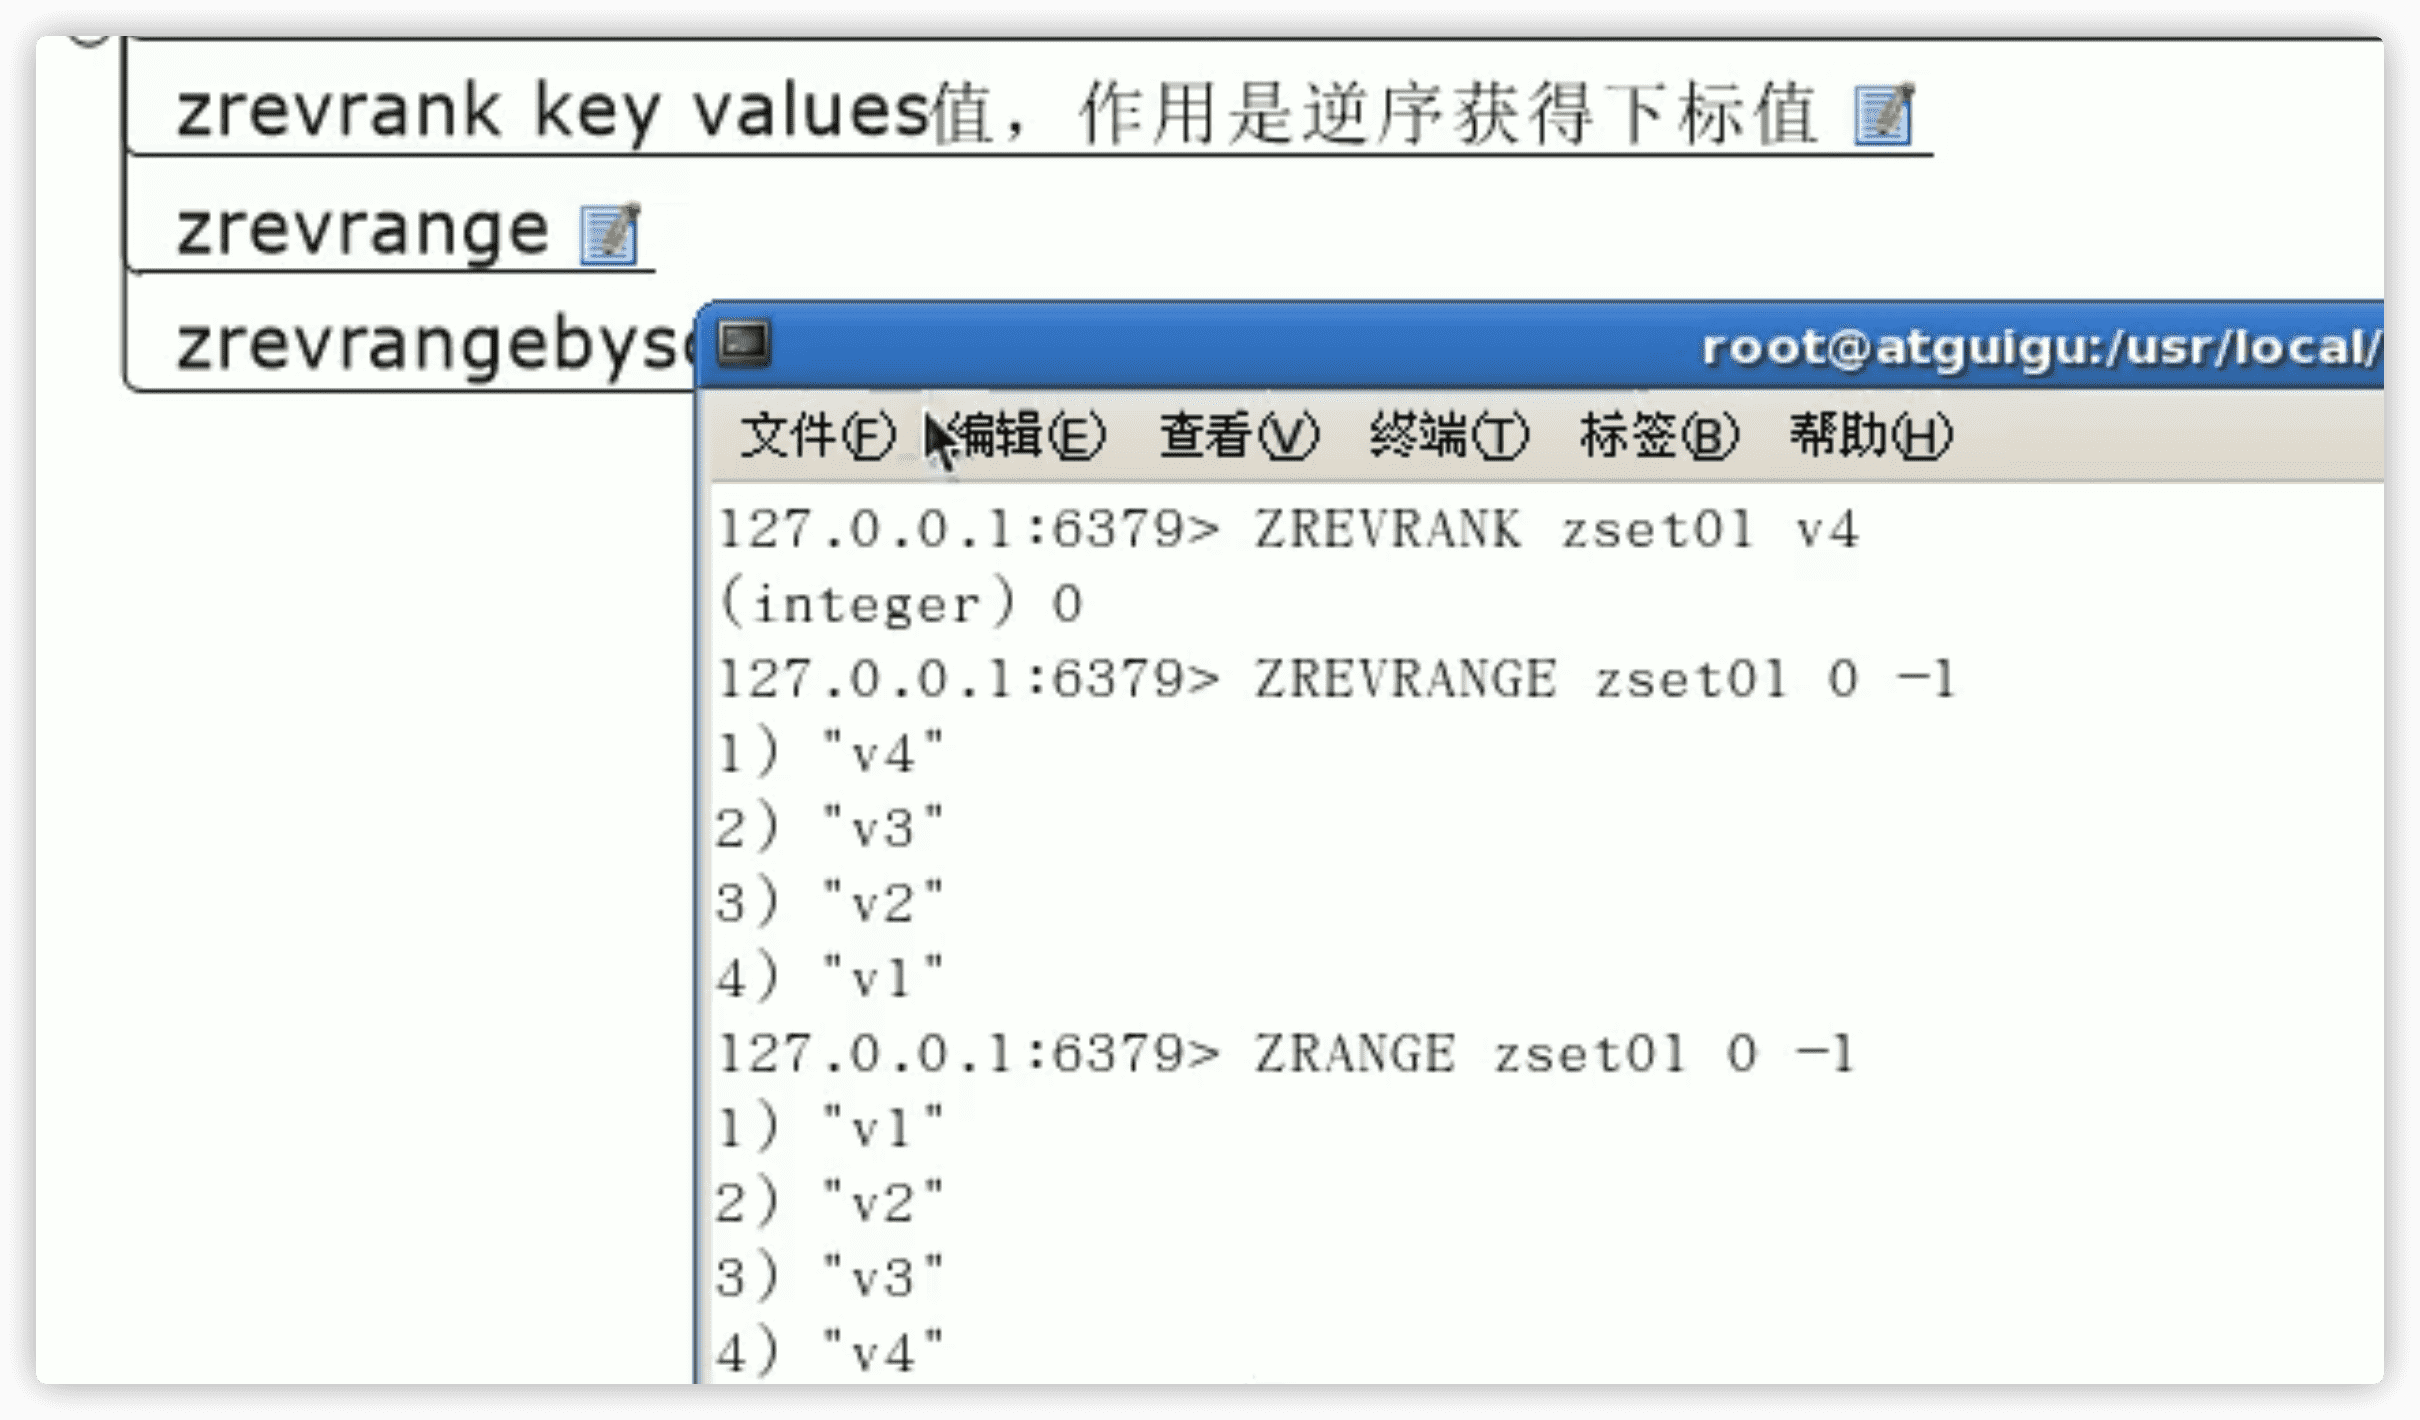 zrevrank key values值，作用是逆序获得下标值
zrevrange
zrevrangebysc
root@atguigu:/usr/local/
文件(F) 编辑(E) 查看(V) 终端(T) 标签(B) 帮助(H)
127.0.0.1:6379> ZREVRANK zset01 v4
(integer) 0
127.0.0.1:6379> ZREVRANGE zset01 0 -1
1) "v4"
2) "v3"
3) "v2"
4) "v1"
127.0.0.1:6379> ZRANGE zset01 0 -1
1) "v1"
2) "v2"
3) "v3"
4) "v4"